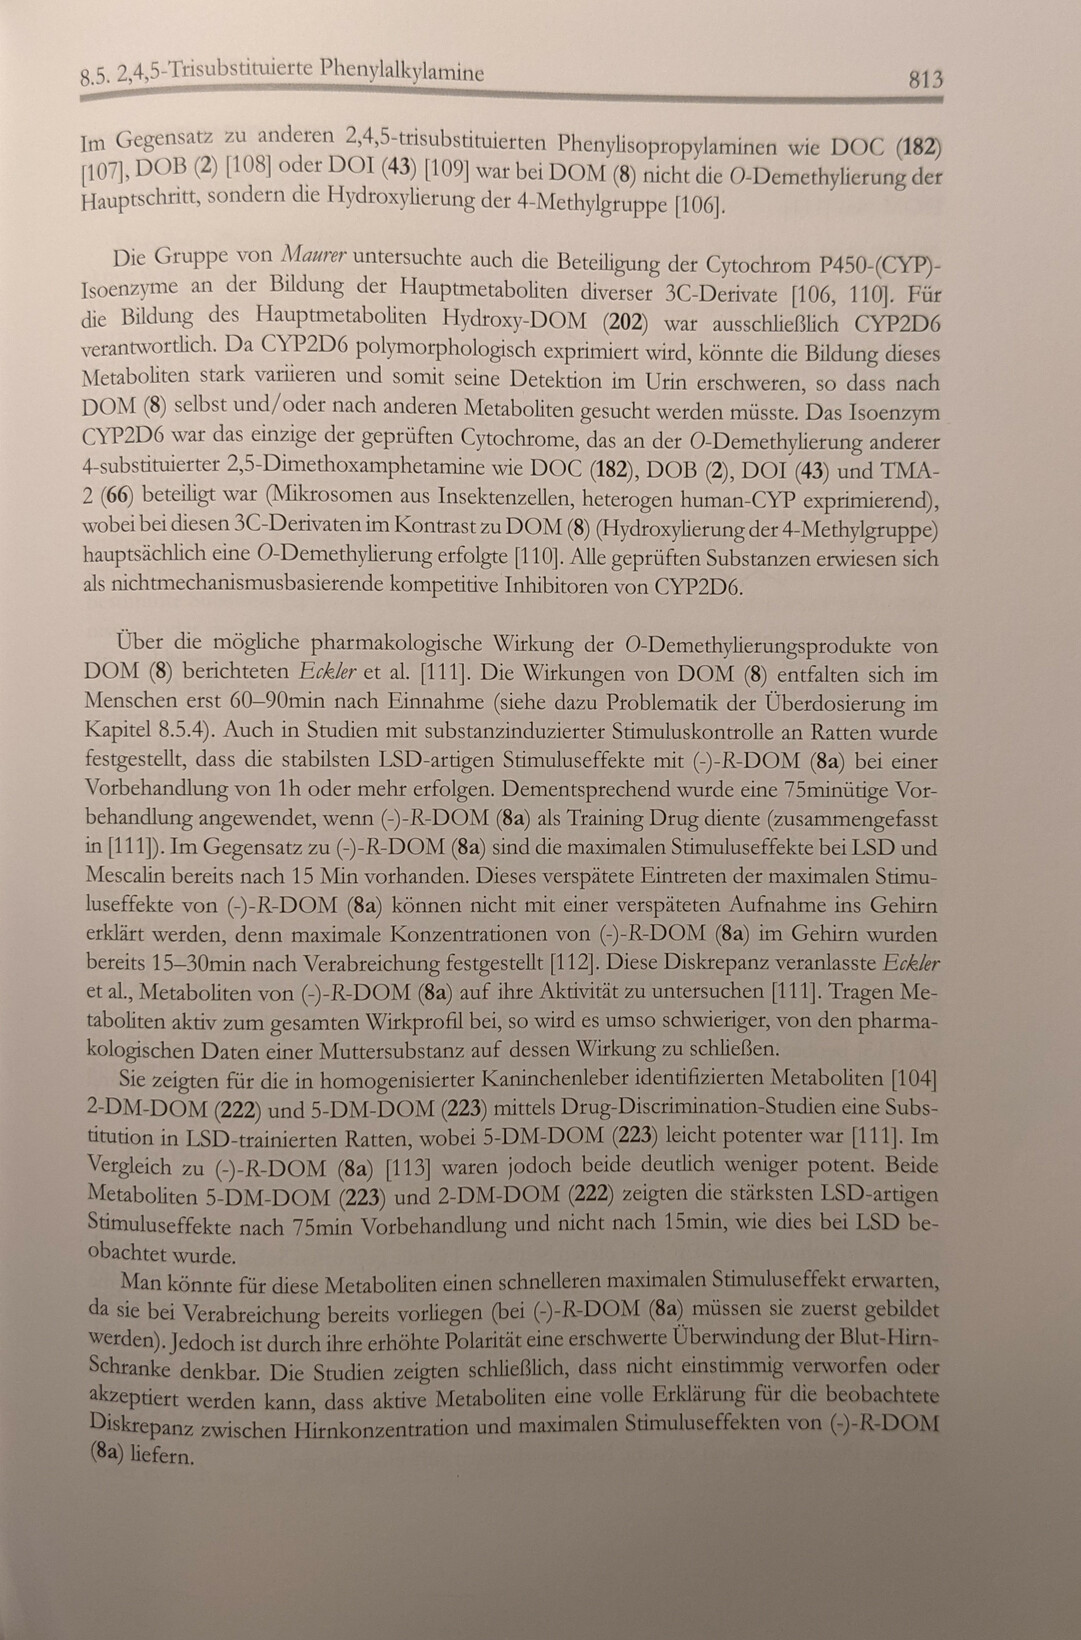 8.5. 2,4,5-Trisubstituierte Phenylalkylamine 813
Im Gegensatz zu anderen 2,4,5-trisubstituierten Phenylisopropylaminen wie DOC (182)
[107], DOB (2) [108] oder DOI (43) [109] war bei DOM (8) nicht die O-Demethylierung der
Hauptschritt, sondern die Hydroxylierung der 4-Methylgruppe [106].
Die Gruppe von Maurer untersuchte auch die Beteiligung der Cytochrom P450-(CYP)-
Isoenzyme an der Bildung der Hauptmetaboliten diverser 3C-Derivate [106, 110]. Für
die Bildung des Hauptmetaboliten Hydroxy-DOM (202) war ausschließlich CYP2D6
verantwortlich. Da CYP2D6 polymorphologisch exprimiert wird, könnte die Bildung dieses
Metaboliten stark variieren und somit seine Detektion im Urin erschweren, so dass nach
DOM (8) selbst und/oder nach anderen Metaboliten gesucht werden müsste. Das Isoenzym
CYP2D6 war das einzige der geprüften Cytochrome, das an der O-Demethylierung anderer
4-substituierter 2,5-Dimethoxamphetamine wie DOC (182), DOB (2), DOI (43) und TMA-
2 (66) beteiligt war (Mikrosomen aus Insektenzellen, heterogen human-CYP exprimierend),
wobei bei diesen 3C-Derivaten im Kontrast zu DOM (8) (Hydroxylierung der 4-Methylgruppe)
hauptsächlich eine O-Demethylierung erfolgte [110]. Alle geprüften Substanzen erwiesen sich
als nichtmechanismusbasierende kompetitive Inhibitoren von CYP2D6.
Über die mögliche pharmakologische Wirkung der O-Demethylierungsprodukte von
DOM (8) berichteten Eckler et al. [111]. Die Wirkungen von DOM (8) entfalten sich im
Menschen erst 60–90min nach Einnahme (siehe dazu Problematik der Überdosierung im
Kapitel 8.5.4). Auch in Studien mit substanzinduzierter Stimuluskontrolle an Ratten wurde
festgestellt, dass die stabilsten LSD-artigen Stimuluseffekte mit (-)-R-DOM (8a) bei einer
Vorbehandlung von 1h oder mehr erfolgen. Dementsprechend wurde eine 75minütige Vor-
behandlung angewendet, wenn (-)-R-DOM (8a) als Training Drug diente (zusammengefasst
in [111]). Im Gegensatz zu (-)-R-DOM (8a) sind die maximalen Stimuluseffekte bei LSD und
Mescalin bereits nach 15 Min vorhanden. Dieses verspätete Eintreten der maximalen Stimu-
luseffekte von (-)-R-DOM (8a) können nicht mit einer verspäteten Aufnahme ins Gehirn
erklärt werden, denn maximale Konzentrationen von (-)-R-DOM (8a) im Gehirn wurden
bereits 15–30min nach Verabreichung festgestellt [112]. Diese Diskrepanz veranlasste Eckler
et al., Metaboliten von (-)-R-DOM (8a) auf ihre Aktivität zu untersuchen [111]. Tragen Me-
taboliten aktiv zum gesamten Wirkprofil bei, so wird es umso schwieriger, von den pharma-
kologischen Daten einer Muttersubstanz auf dessen Wirkung zu schließen.
Sie zeigten für die in homogenisierter Kaninchenleber identifizierten Metaboliten [104]
2-DM-DOM (222) und 5-DM-DOM (223) mittels Drug-Discrimination-Studien eine Subs-
titution in LSD-trainierten Ratten, wobei 5-DM-DOM (223) leicht potenter war [111]. Im
Vergleich zu (-)-R-DOM (8a) [113] waren jodoch beide deutlich weniger potent. Beide
Metaboliten 5-DM-DOM (223) und 2-DM-DOM (222) zeigten die stärksten LSD-artigen
Stimuluseffekte nach 75min Vorbehandlung und nicht nach 15min, wie dies bei LSD be-
obachtet wurde.
Man könnte für diese Metaboliten einen schnelleren maximalen Stimuluseffekt erwarten,
da sie bei Verabreichung bereits vorliegen (bei (-)-R-DOM (8a) müssen sie zuerst gebildet
werden). Jedoch ist durch ihre erhöhte Polarität eine erschwerte Überwindung der Blut-Hirn-
Schranke denkbar. Die Studien zeigten schließlich, dass nicht einstimmig verworfen oder
akzeptiert werden kann, dass aktive Metaboliten eine volle Erklärung für die beobachtete
Diskrepanz zwischen Hirnkonzentration und maximalen Stimuluseffekten von (-)-R-DOM
(8a) liefern.